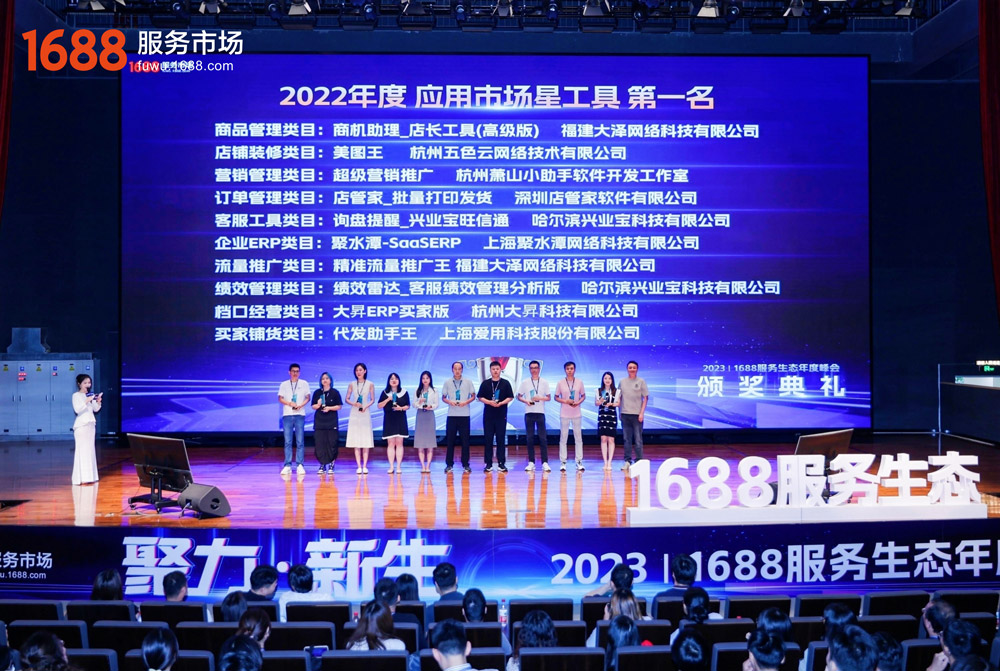 1688 服务市场
fuwu.1688.com
1688
2022年度 应用市场星工具 第一名
商品管理类目：商机助理_店长工具(高级版) 福建大泽网络科技有限公司
店铺装修类目：美图王 杭州五色云网络技术有限公司
营销管理类目：超级营销推广 杭州萧山小助手软件开发工作室
订单管理类目：店管家_批量打印发货 深圳店管家软件有限公司
客服工具类目：询盘提醒_兴业宝旺信通 哈尔滨兴业宝科技有限公司
企业ERP类目：聚水潭-SaaSERP 上海聚水潭网络科技有限公司
流量推广类目：精准流量推广王 福建大泽网络科技有限公司
绩效管理类目：绩效雷达_客服绩效管理分析版 哈尔滨兴业宝科技有限公司
档口经营类目：大昇ERP买家版 杭州大昇科技有限公司
买家铺货类目：代发助手王 上海爱用科技股份有限公司
2023 | 1688服务生态年度峰会
颁奖典礼
1688服务生态
服务市场
.1688.com
聚力·新生
2023 | 1688服务生态年